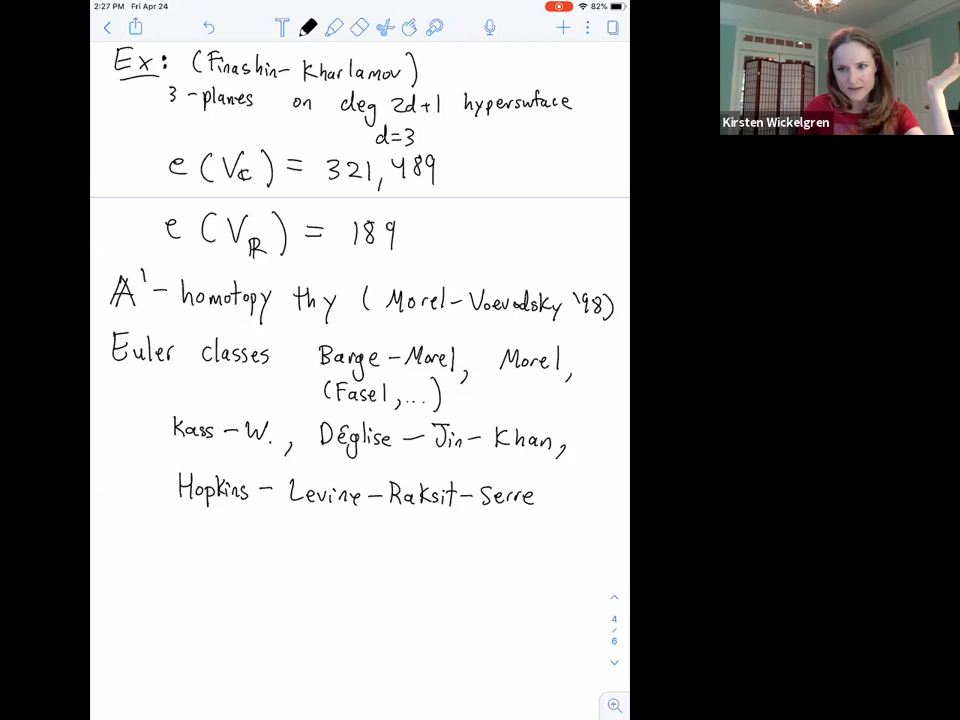 2:27 PM Fri Apr 24
82%
Ex: (Finashin-Kharlamov)
3-planes on deg 2d+1 hypersurface
d=3
e(V_C) = 321,489
e(V_R) = 189
A¹-homotopy thy (Morel-Voevodsky '98)
Euler classes Barge-Morel, Morel,
(Fasel,...)
Kass-W., Déglise-Jin-Khan,
Hopkins-Levine-Raksit-Serre
4
/
6
Kirsten Wickelgren